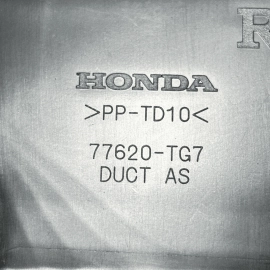 R
HONDA
>PP-TD10<
77620-TG7
DUCT AS